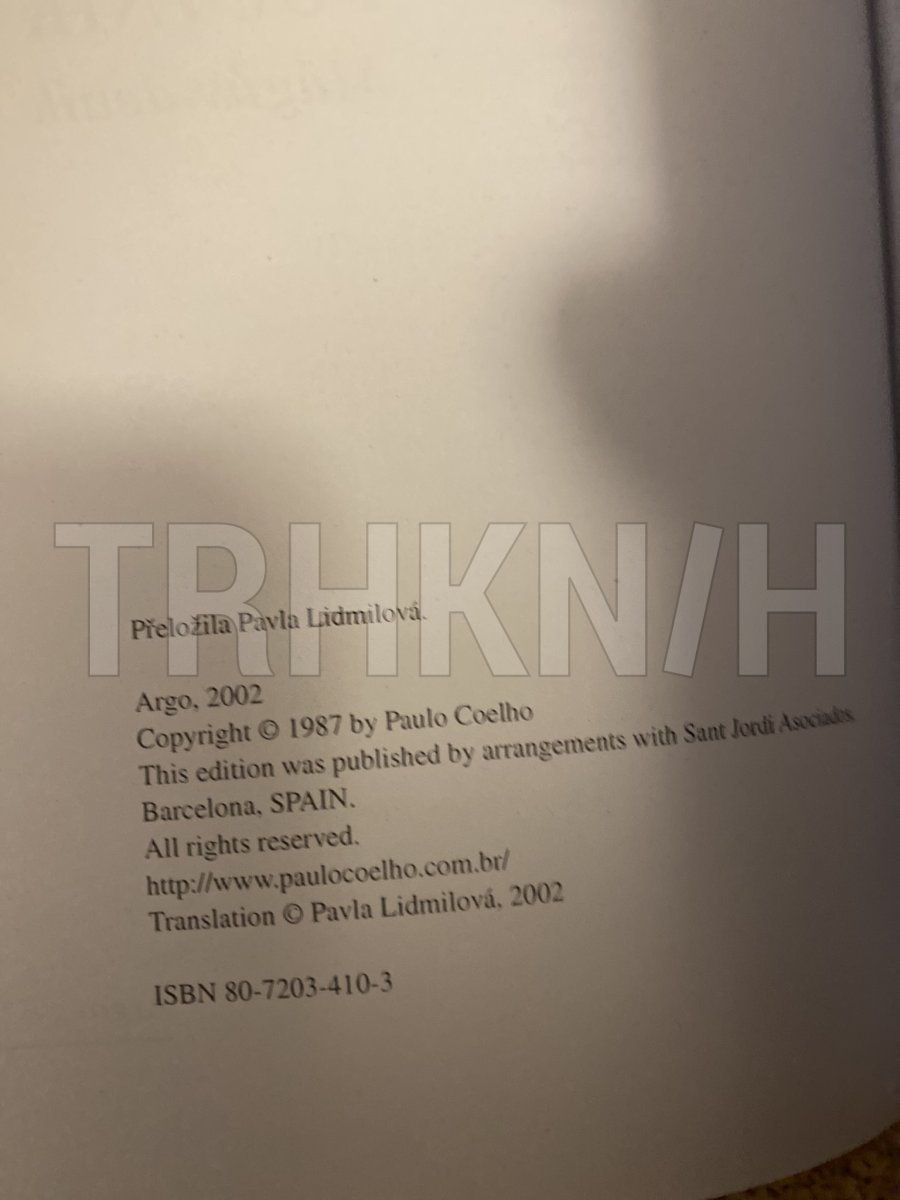 TRHKN/H
Přeložila Pavla Lidmilová.
Argo, 2002
Copyright © 1987 by Paulo Coelho
This edition was published by arrangements with Sant Jordi Asociados,
Barcelona, SPAIN.
All rights reserved.
http://www.paulocoelho.com.br/
Translation © Pavla Lidmilová, 2002
ISBN 80-7203-410-3